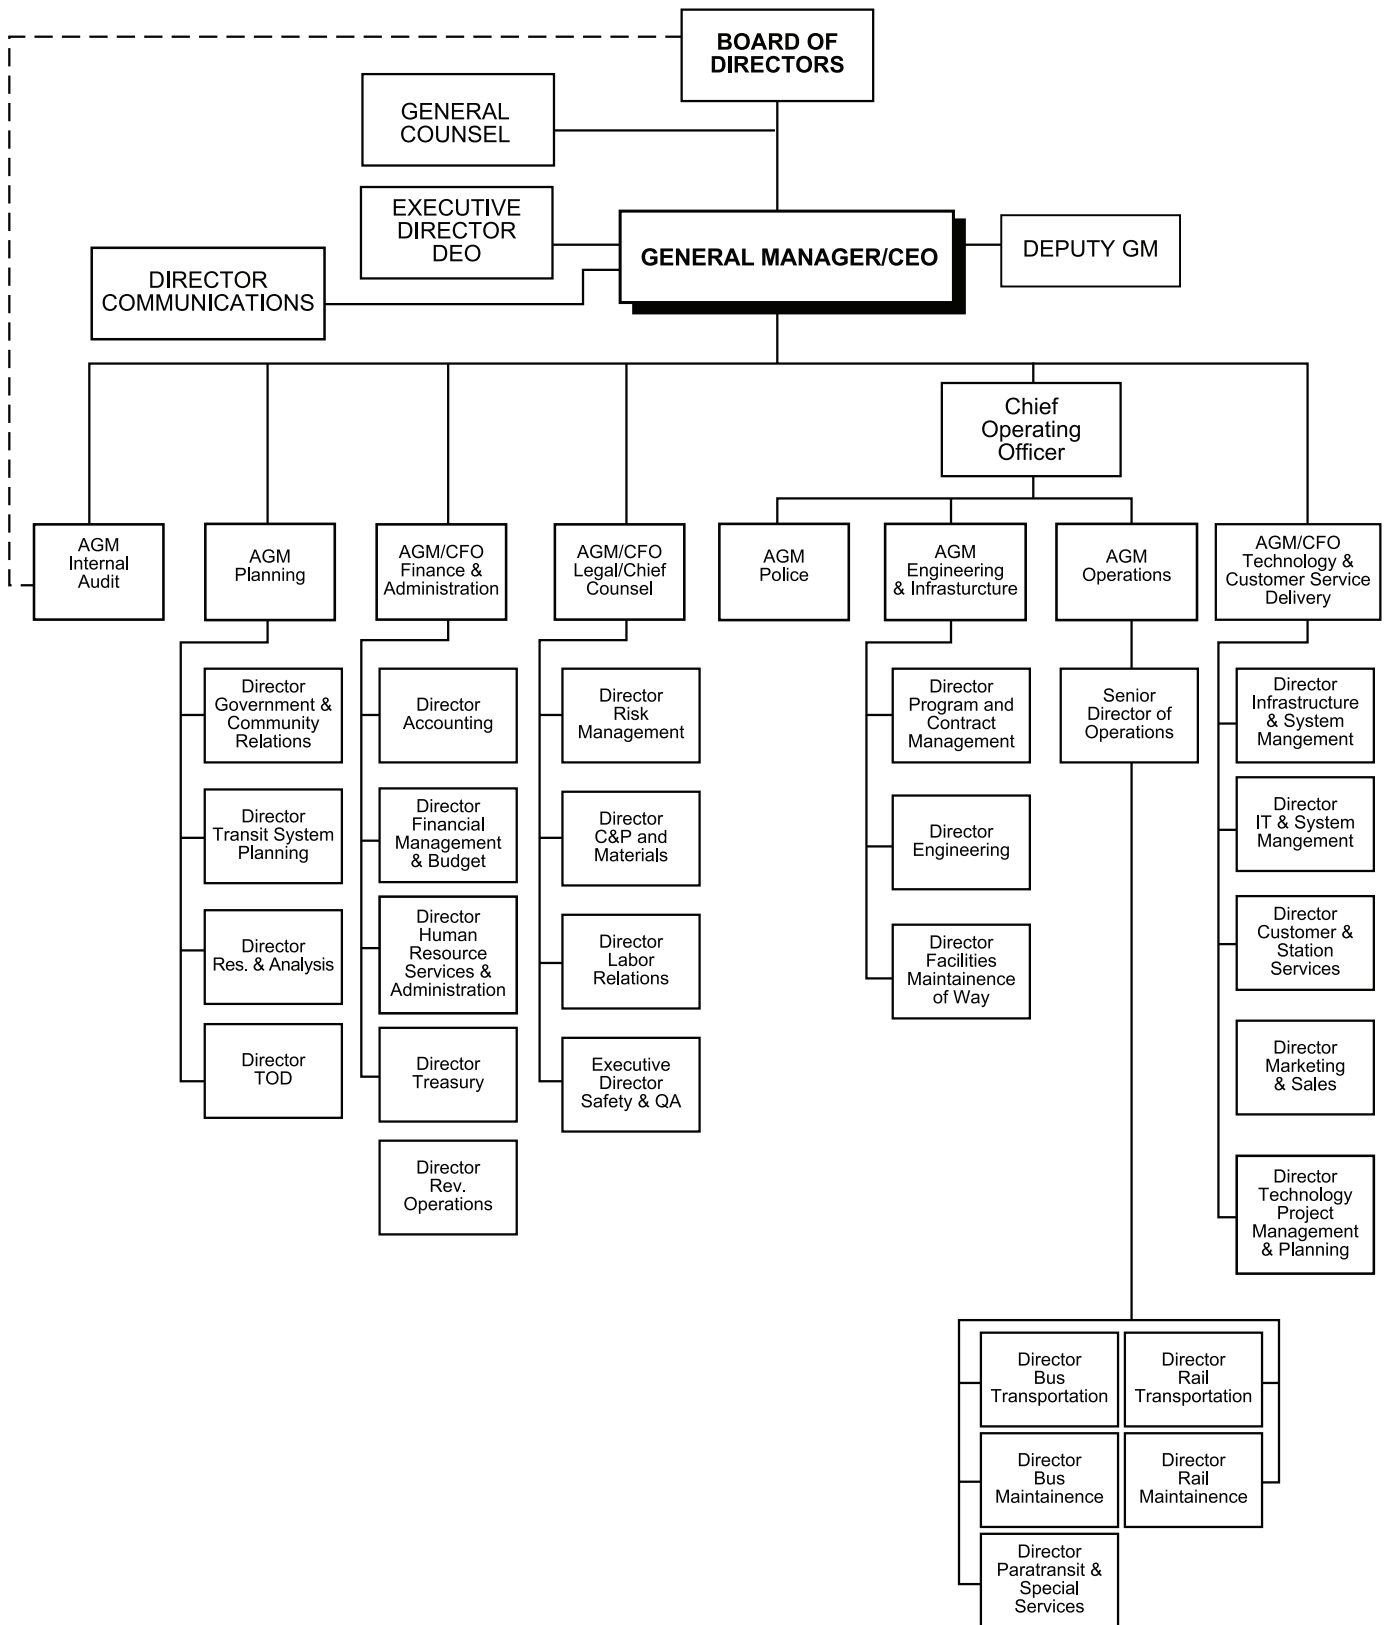 BOARD OF
DIRECTORS
GENERAL
COUNSEL
EXECUTIVE
DIRECTOR
DEO
GENERAL MANAGER/CEO
DEPUTY GM
DIRECTOR
COMMUNICATIONS
Chief
Operating
Officer
AGM
Internal
Audit
AGM
Planning
AGM/CFO
Finance &
Administration
AGM/CFO
Legal/Chief
Counsel
AGM
Police
AGM
Engineering
& Infrasturcture
AGM
Operations
AGM/CFO
Technology &
Customer Service
Delivery
Director
Government &
Community
Relations
Director
Accounting
Director
Risk
Management
Director
Program and
Contract
Management
Senior
Director of
Operations
Director
Infrastructure
& System
Mangement
Director
Transit System
Planning
Director
Financial
Management
& Budget
Director
C&P and
Materials
Director
Engineering
Director
IT & System
Mangement
Director
Res. & Analysis
Director
Human
Resource
Services &
Administration
Director
Labor
Relations
Director
Facilities
Maintainence
of Way
Director
Customer &
Station
Services
Director
TOD
Director
Treasury
Executive
Director
Safety & QA
Director
Marketing
& Sales
Director
Rev.
Operations
Director
Technology
Project
Management
& Planning
Director
Bus
Transportation
Director
Rail
Transportation
Director
Bus
Maintainence
Director
Rail
Maintainence
Director
Paratransit &
Special
Services